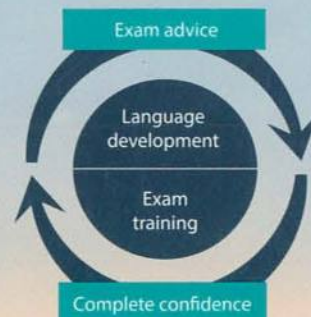 Exam advice
Language
development
Exam
training
Complete confidence